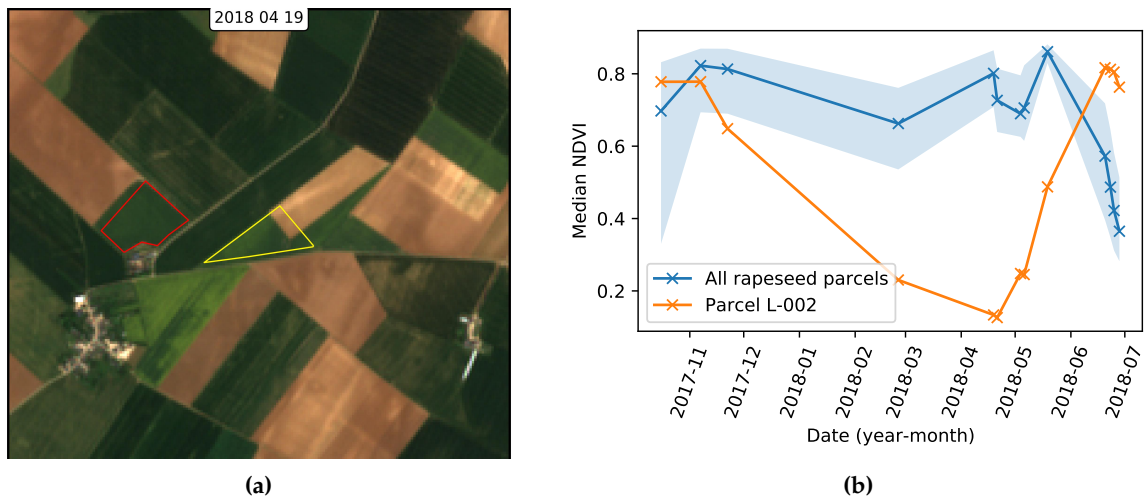 2018 04 19
0.8
0.6
0.4
0.2
Median NDVI
All rapeseed parcels
Parcel L-002
2017-11
2017-12
2018-01
2018-02
2018-03
2018-04
2018-05
2018-06
2018-07
Date (year-month)
(a)
(b)